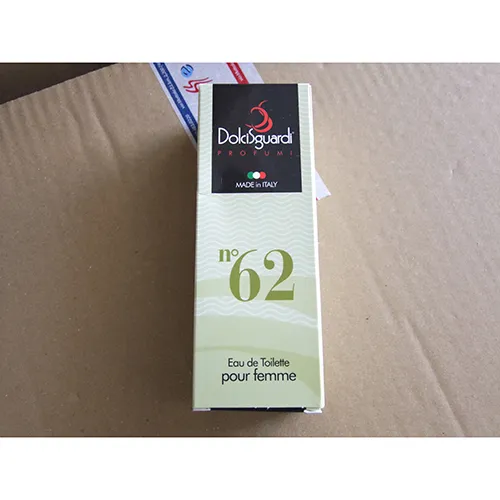 DolciSguardi
PROFUMI
MADE in ITALY
n° 62
Eau de Toilette
pour femme